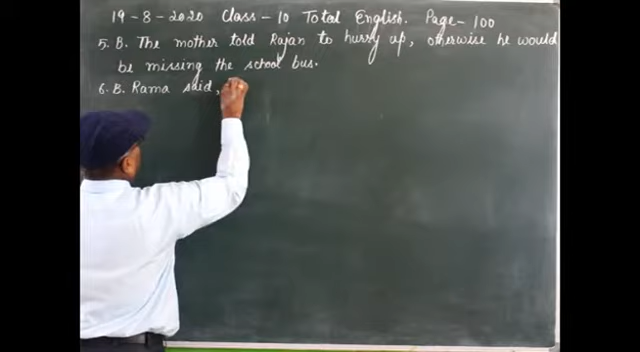 19-8-2020 Class-10 Total English. Page-100
5. B. The mother told Rajan to hurry up, otherwise he would
be missing the school bus.
6. B. Rama said,